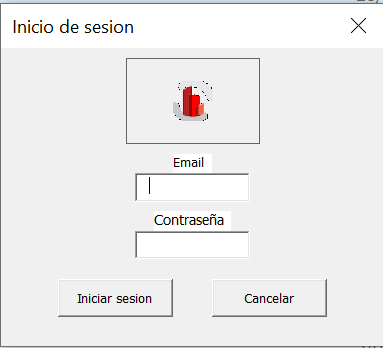 Inicio de sesion
Email
Contraseña
Iniciar sesion
Cancelar